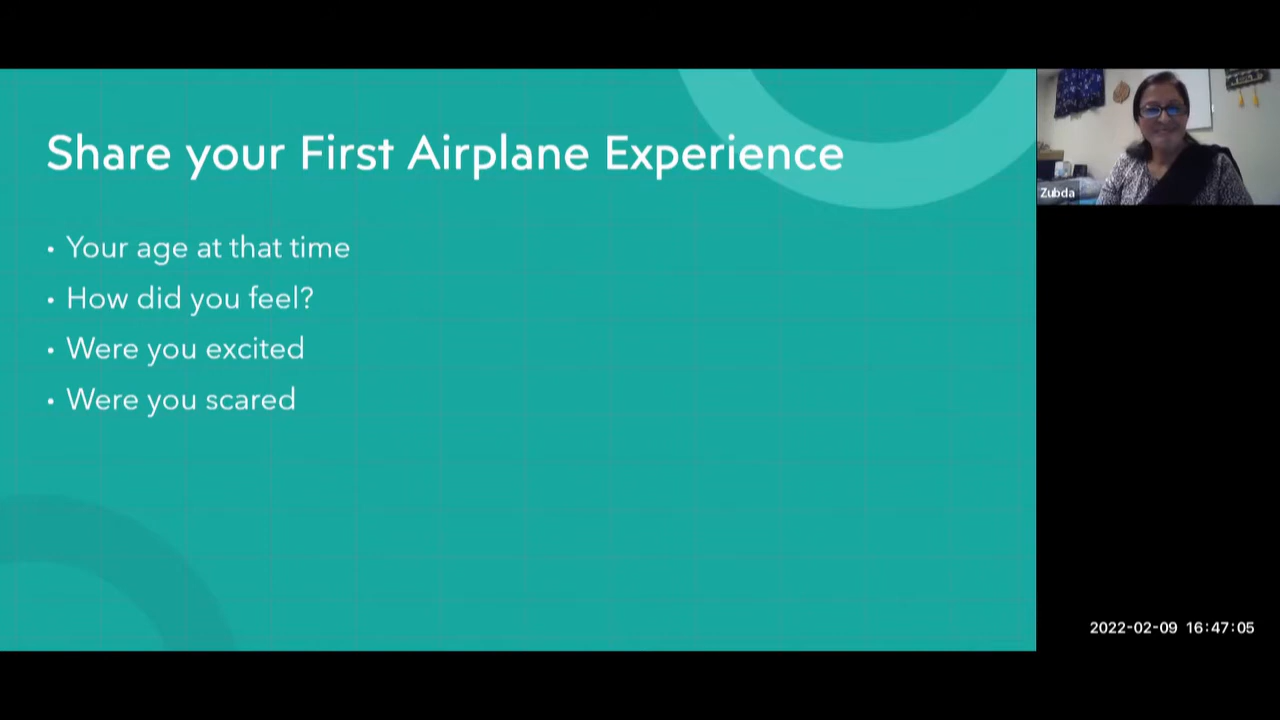 Share your First Airplane Experience
• Your age at that time
• How did you feel?
• Were you excited
• Were you scared
Zubda
2022-02-09 16:47:05